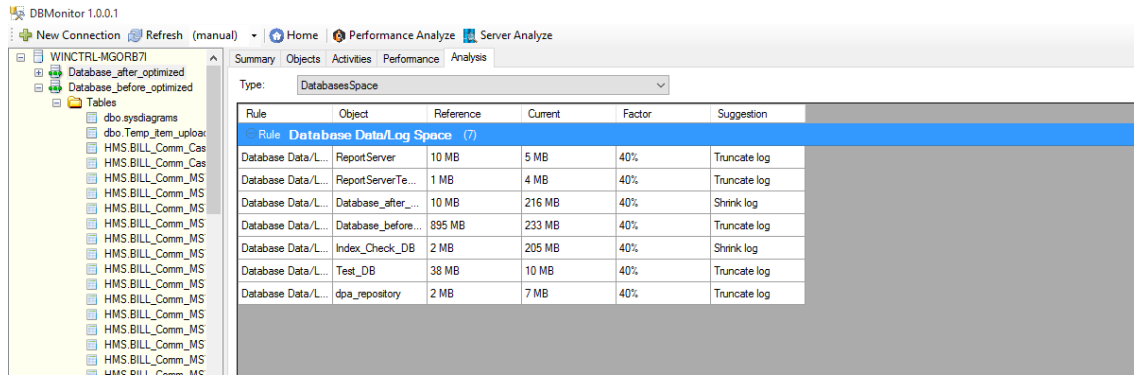 DBMonitor 1.0.0.1
New Connection Refresh (manual) Home Performance Analyze Server Analyze
WINCTRL-MGORB7I
Database_after_optimized
Database_before_optimized
Tables
dbo.sysdiagrams
dbo.Temp_item_uploac
HMS.BILL_Comm_Cas
HMS.BILL_Comm_Cas
HMS.BILL_Comm_MS
HMS.BILL_Comm_MS
HMS.BILL_Comm_MS
HMS.BILL_Comm_MS
HMS.BILL_Comm_MS
HMS.BILL_Comm_MS
HMS.BILL_Comm_MS
HMS.BILL_Comm_MS
HMS.BILL_Comm_MS
HMS.BILL_Comm_MS
HMS.BILL_Comm_MS
HMS.BILL_Comm_MS
HMS.BILL_Comm_MS
HMS.BILL_Comm_MS
Summary Objects Activities Performance Analysis
Type: DatabasesSpace
Rule Object Reference Current Factor Suggestion
Rule Database Data/Log Space (7)
Database Data/L... ReportServer 10 MB 5 MB 40% Truncate log
Database Data/L... ReportServerTe... 1 MB 4 MB 40% Truncate log
Database Data/L... Database_after_... 10 MB 216 MB 40% Shrink log
Database Data/L... Database_before... 895 MB 233 MB 40% Truncate log
Database Data/L... Index_Check_DB 2 MB 205 MB 40% Shrink log
Database Data/L... Test_DB 38 MB 10 MB 40% Truncate log
Database Data/L... dpa_repository 2 MB 7 MB 40% Truncate log